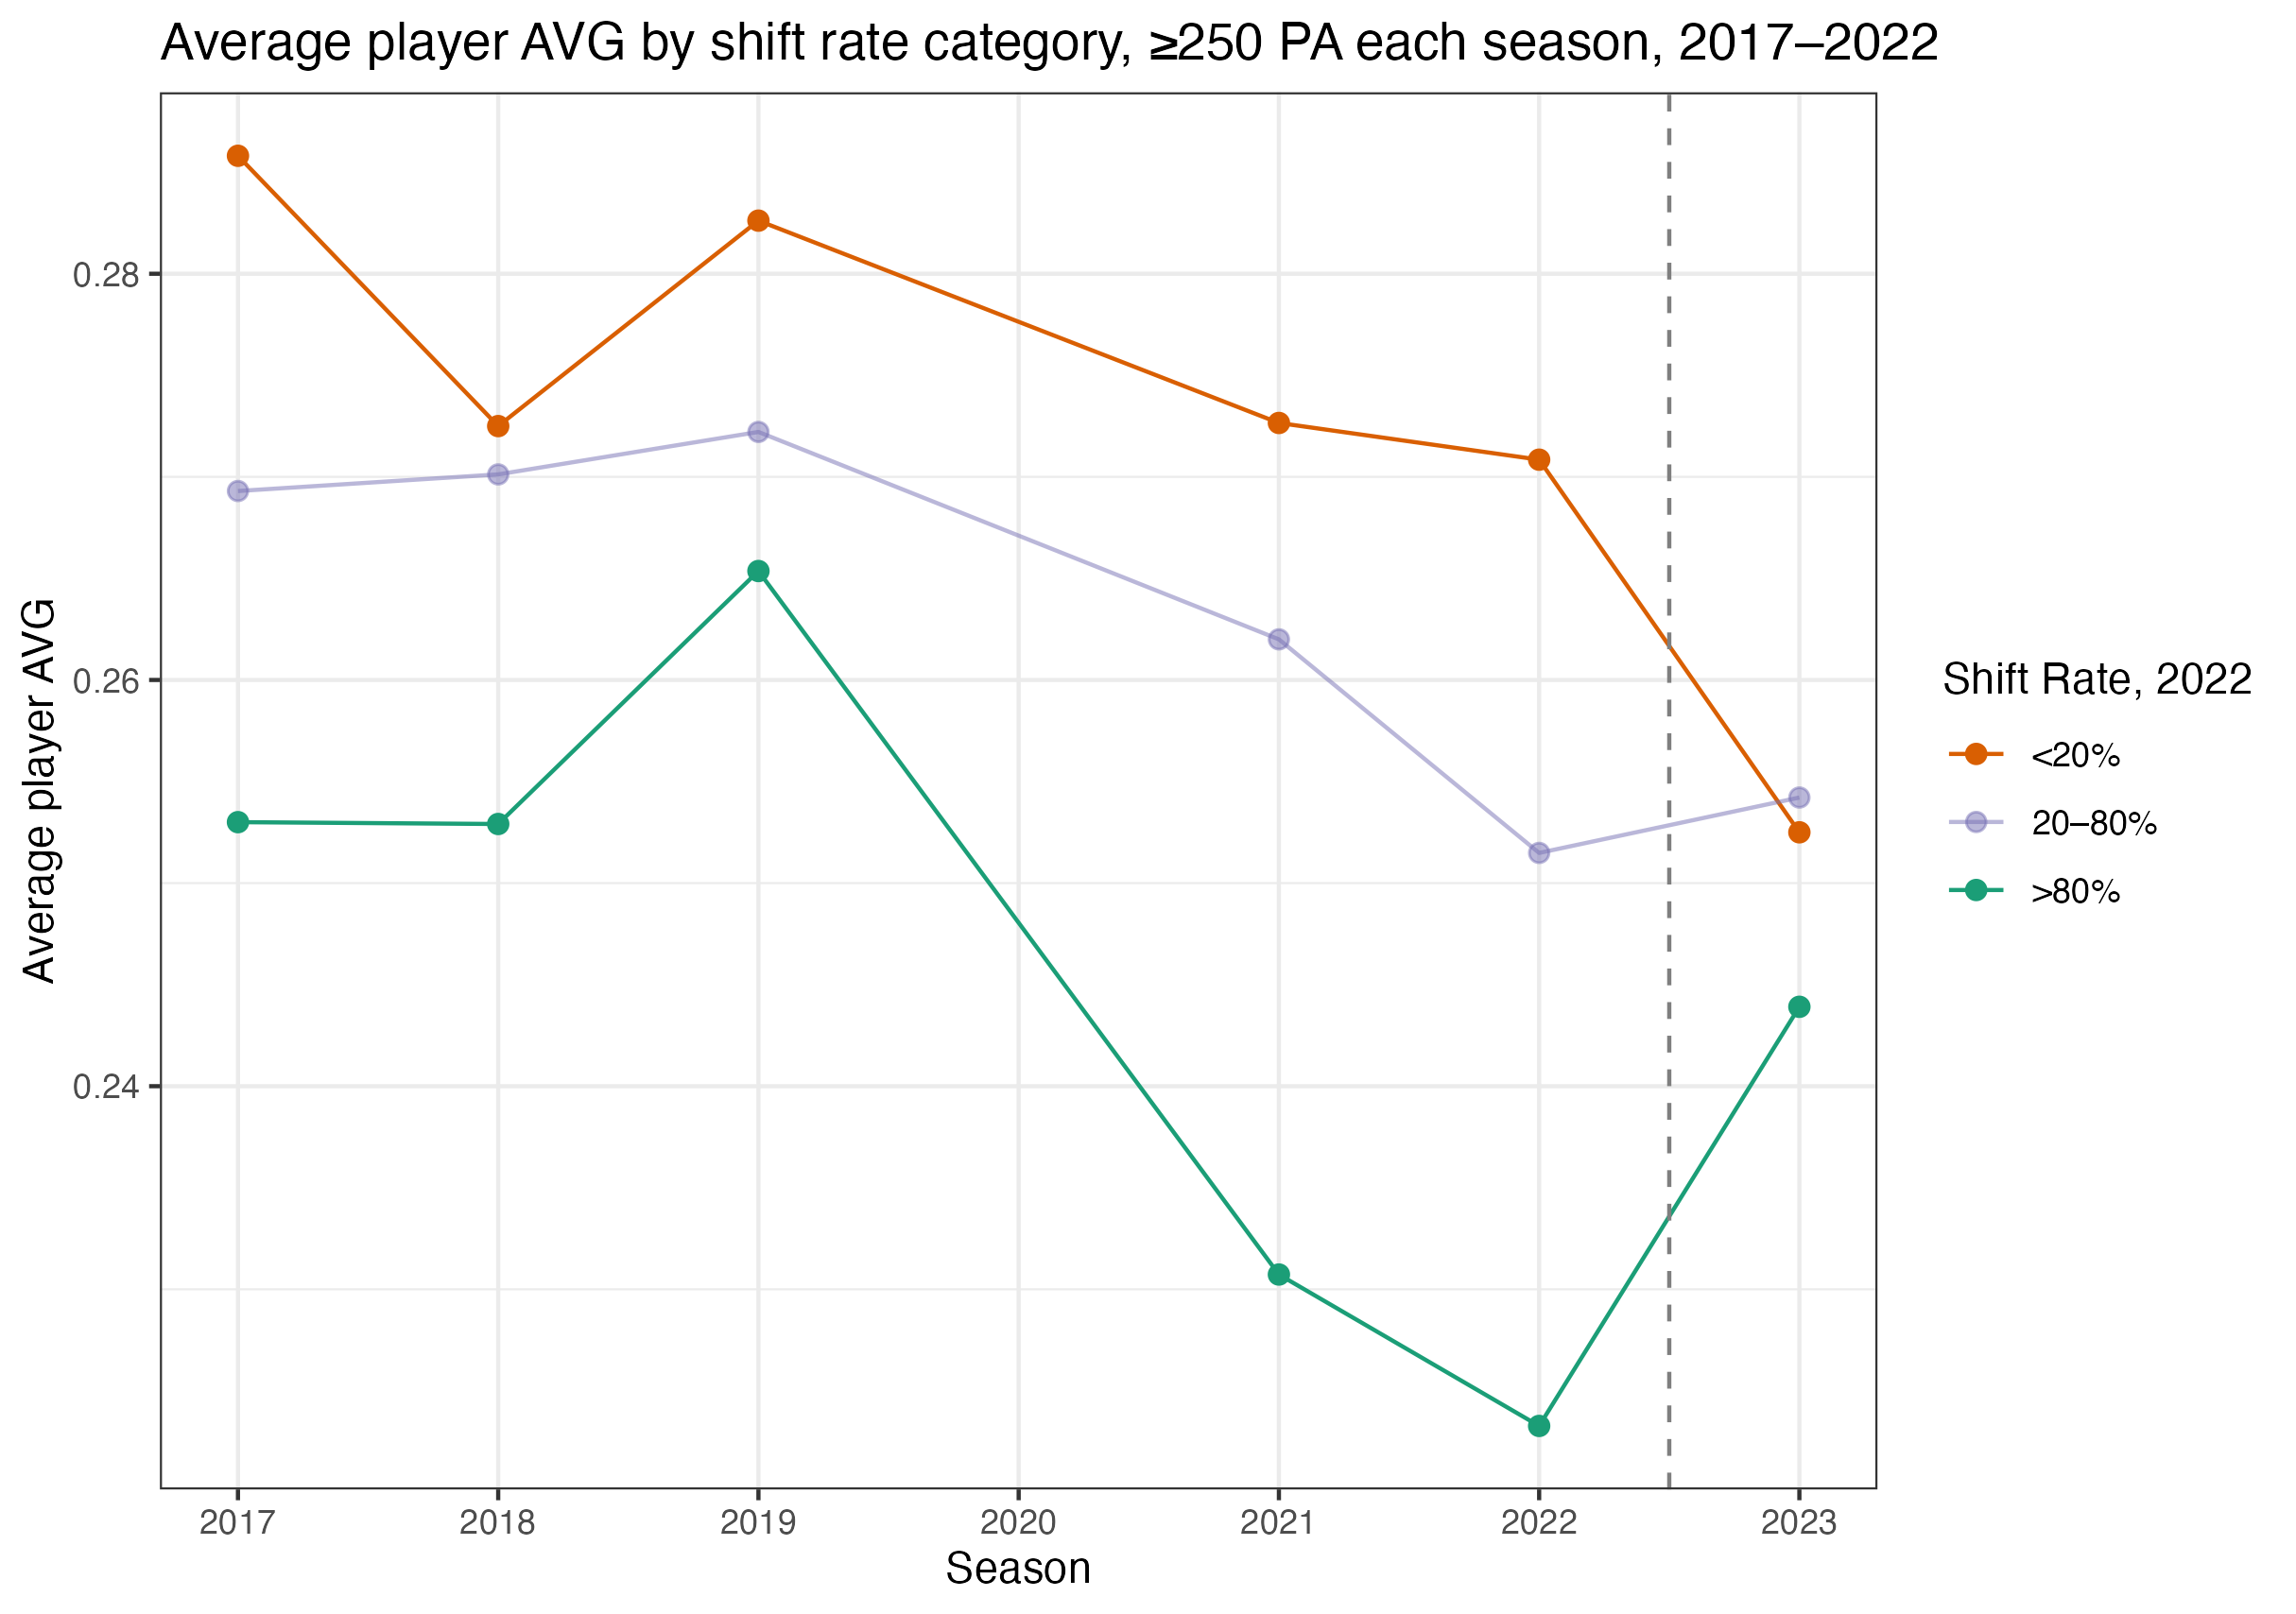 Average player AVG by shift rate category, ≥250 PA each season, 2017–2022
Average player AVG
0.28
0.26
0.24
2017 2018 2019 2020 2021 2022 2023
Season
Shift Rate, 2022
<20%
20–80%
>80%